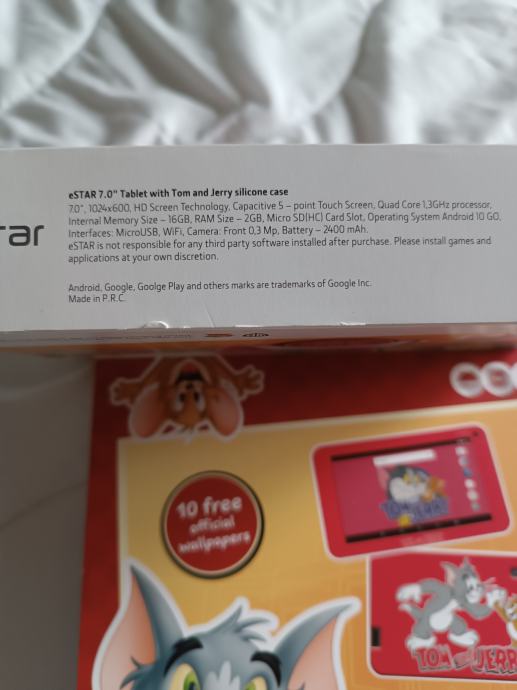 eSTAR 7.0" Tablet with Tom and Jerry silicone case
7.0", 1024x600, HD Screen Technology, Capacitive 5 – point Touch Screen, Quad Core 1,3GHz processor,
Internal Memory Size – 16GB, RAM Size – 2GB, Micro SD(HC) Card Slot, Operating System Android 10 GO,
Interfaces: MicroUSB, WiFi, Camera: Front 0,3 Mp, Battery – 2400 mAh.
eSTAR is not responsible for any third party software installed after purchase. Please install games and
applications at your own discretion.
Android, Google, Goolge Play and others marks are trademarks of Google Inc.
Made in P.R.C.
10 free
official
wallpapers
TOM
JERRY
TOM
JERR